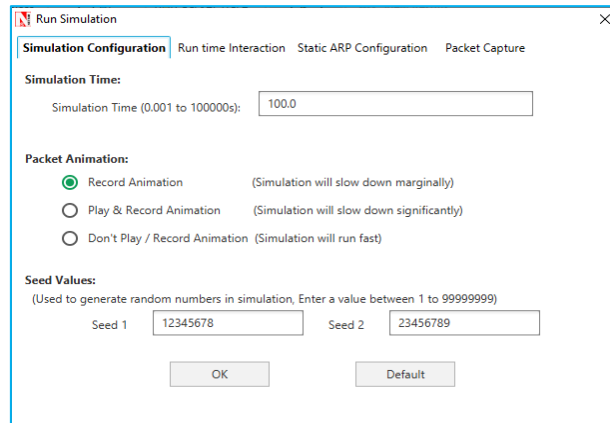 Run Simulation
Simulation Configuration Run time Interaction Static ARP Configuration Packet Capture
Simulation Time:
Simulation Time (0.001 to 100000s): 100.0
Packet Animation:
Record Animation (Simulation will slow down marginally)
Play & Record Animation (Simulation will slow down significantly)
Don't Play / Record Animation (Simulation will run fast)
Seed Values:
(Used to generate random numbers in simulation, Enter a value between 1 to 99999999)
Seed 1 12345678 Seed 2 23456789
OK Default